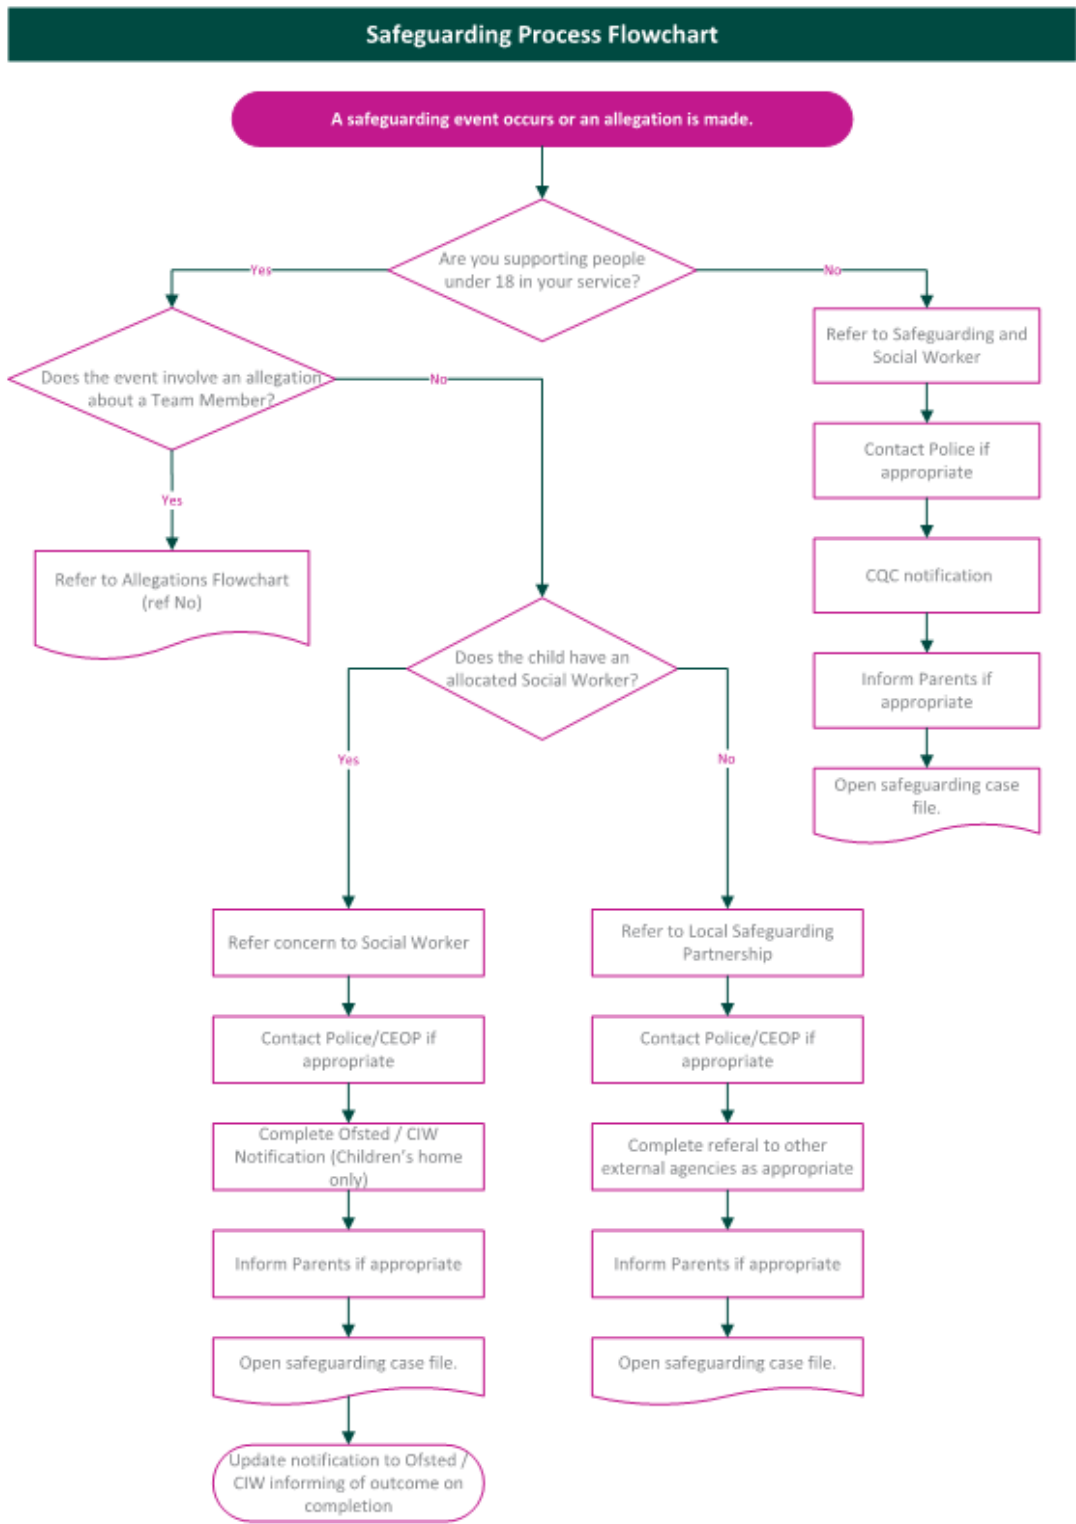 Safeguarding Process Flowchart
A safeguarding event occurs or an allegation is made.
Are you supporting people
under 18 in your service?
Yes
No
Does the event involve an allegation
about a Team Member?
No
Yes
Refer to Allegations Flowchart
(ref No)
Refer to Safeguarding and
Social Worker
Contact Police if
appropriate
CQC notification
Inform Parents if
appropriate
Open safeguarding case
file.
Does the child have an
allocated Social Worker?
Yes
No
Refer concern to Social Worker
Contact Police/CEOP if
appropriate
Complete Ofsted / CIW
Notification (Children's home
only)
Inform Parents if appropriate
Open safeguarding case file.
Update notification to Ofsted /
CIW informing of outcome on
completion
Refer to Local Safeguarding
Partnership
Contact Police/CEOP if
appropriate
Complete referal to other
external agencies as appropriate
Inform Parents if appropriate
Open safeguarding case file.